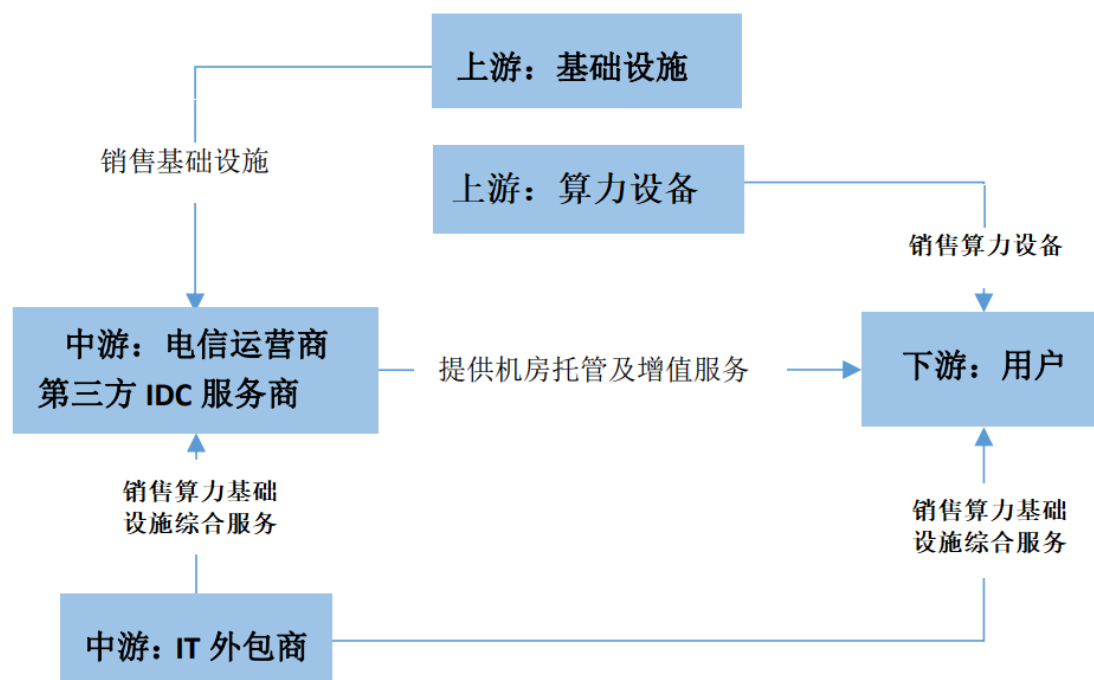 上游：基础设施
销售基础设施
上游：算力设备
销售算力设备
中游：电信运营商
第三方 IDC 服务商
提供机房托管及增值服务
下游：用户
销售算力基础
设施综合服务
销售算力基础
设施综合服务
中游：IT 外包商